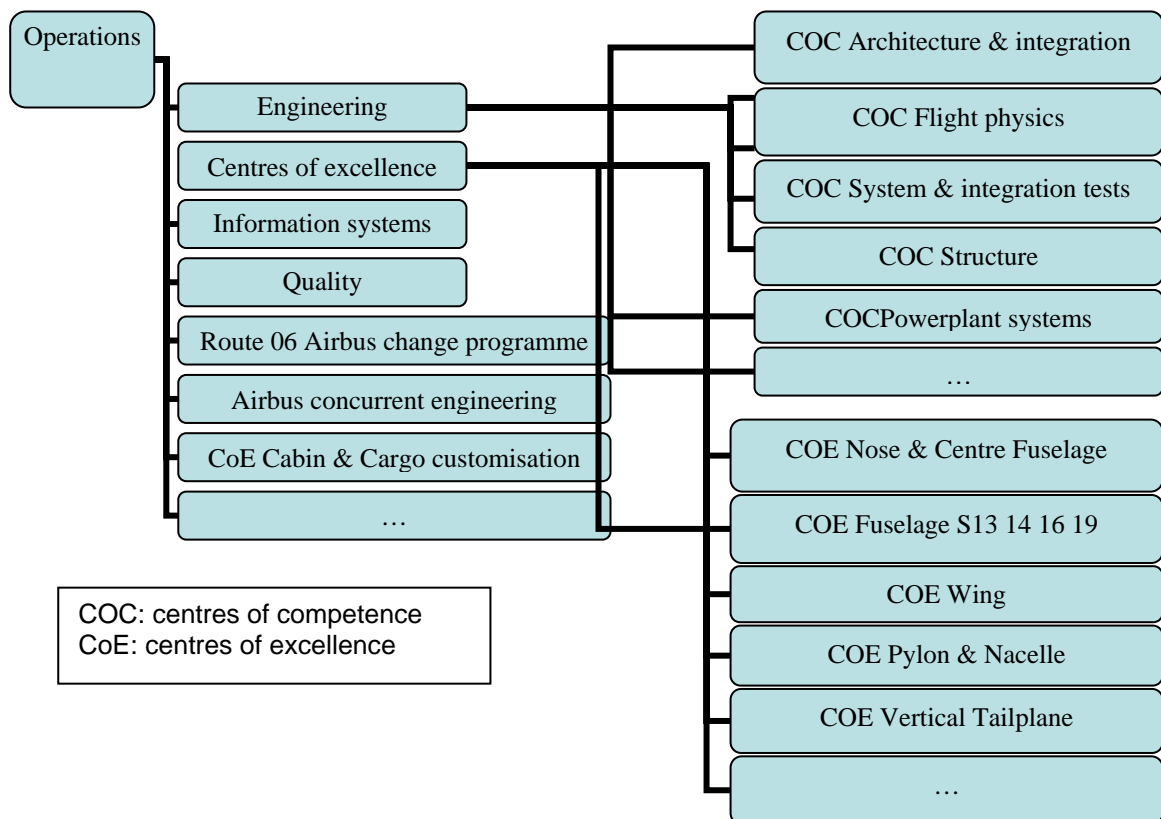 Operations
Engineering
Centres of excellence
Information systems
Quality
Route 06 Airbus change programme
Airbus concurrent engineering
CoE Cabin & Cargo customisation
…
COC Architecture & integration
COC Flight physics
COC System & integration tests
COC Structure
COCPowerplant systems
…
COE Nose & Centre Fuselage
COE Fuselage S13 14 16 19
COE Wing
COE Pylon & Nacelle
COE Vertical Tailplane
…
COC: centres of competence
CoE: centres of excellence